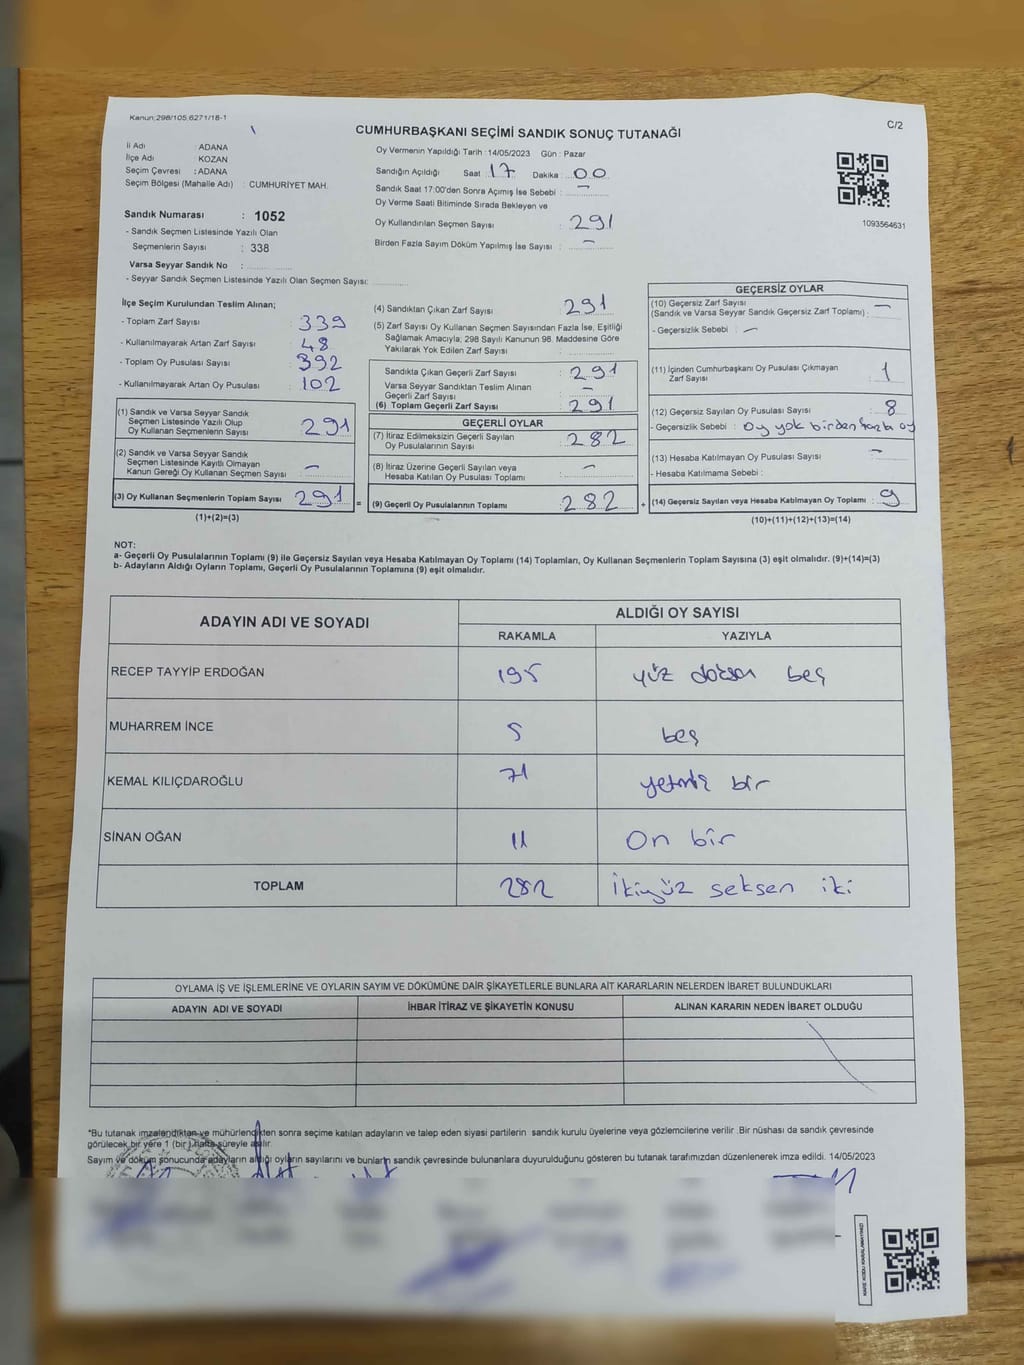 Kanun:298/105,6271/18-1
C/2
CUMHURBAŞKANI SEÇİMİ SANDIK SONUÇ TUTANAĞI
İl Adı ADANA
İlçe Adı KOZAN
Seçim Çevresi : ADANA
Seçim Bölgesi (Mahalle Adı) : CUMHURİYET MAH.
Sandık Numarası : 1052
- Sandık Seçmen Listesinde Yazılı Olan
Seçmenlerin Sayısı : 338
Varsa Seyyar Sandık No :
- Seyyar Sandık Seçmen Listesinde Yazılı Olan Seçmen Sayısı:
Oy Vermenin Yapıldığı Tarih :14/05/2023 Gün : Pazar
Sandığın Açıldığı Saat : 17 Dakika : 00
Sandık Saat 17:00'den Sonra Açımış İse Sebebi : -
Oy Verme Saati Bitiminde Sırada Bekleyen ve
Oy Kullandırılan Seçmen Sayısı : 291
Birden Fazla Sayım Döküm Yapılmış İse Sayısı : -
1093564631
İlçe Seçim Kurulundan Teslim Alınan;
- Toplam Zarf Sayısı : 339
- Kullanılmayarak Artan Zarf Sayısı : 48
- Toplam Oy Pusulası Sayısı : 392
- Kullanılmayarak Artan Oy Pusulası : 102
(1) Sandık ve Varsa Seyyar Sandık
Seçmen Listesinde Yazılı Olup
Oy Kullanan Seçmenlerin Sayısı : 291
(2) Sandık ve Varsa Seyyar Sandık
Seçmen Listesinde Kayıtlı Olmayan
Kanun Gereği Oy Kullanan Seçmen Sayısı : -
(3) Oy Kullanan Seçmenlerin Toplam Sayısı : 291 =
(1)+(2)=(3)
(4) Sandıktan Çıkan Zarf Sayısı : 291
(5) Zarf Sayısı Oy Kullanan Seçmen Sayısından Fazla İse, Eşitliği
Sağlamak Amacıyla; 298 Sayılı Kanunun 98. Maddesine Göre
Yakılarak Yok Edilen Zarf Sayısı :
Sandıkta Çıkan Geçerli Zarf Sayısı : 291
Varsa Seyyar Sandıktan Teslim Alınan
Geçerli Zarf Sayısı : -
(6) Toplam Geçerli Zarf Sayısı : 291
GEÇERLİ OYLAR
(7) İtiraz Edilmeksizin Geçerli Sayılan
Oy Pusulalarının Sayısı : 282
(8) İtiraz Üzerine Geçerli Sayılan veya
Hesaba Katılan Oy Pusulası Toplamı : -
(9) Geçerli Oy Pusulalarının Toplamı : 282 +
GEÇERSİZ OYLAR
(10) Geçersiz Zarf Sayısı
(Sandık ve Varsa Seyyar Sandık Geçersiz Zarf Toplamı) : -
- Geçersizlik Sebebi : -
(11) İçinden Cumhurbaşkanı Oy Pusulası Çıkmayan
Zarf Sayısı : 1
(12) Geçersiz Sayılan Oy Pusulası Sayısı : 8
- Geçersizlik Sebebi : Oy yok birden fazla oy
(13) Hesaba Katılmayan Oy Pusulası Sayısı : -
- Hesaba Katılmama Sebebi :
(14) Geçersiz Sayılan veya Hesaba Katılmayan Oy Toplamı : 9
(10)+(11)+(12)+(13)=(14)
NOT:
a- Geçerli Oy Pusulalarının Toplamı (9) ile Geçersiz Sayılan veya Hesaba Katılmayan Oy Toplamı (14) Toplamları, Oy Kullanan Seçmenlerin Toplam Sayısına (3) eşit olmalıdır. (9)+(14)=(3)
b- Adayların Aldığı Oyların Toplamı, Geçerli Oy Pusulalarının Toplamına (9) eşit olmalıdır.
ADAYIN ADI VE SOYADI ALDIĞI OY SAYISI
RAKAMLA YAZIYLA
RECEP TAYYİP ERDOĞAN 195 yüz doksan beş
MUHARREM İNCE 5 beş
KEMAL KILIÇDAROĞLU 71 yetmiş bir
SİNAN OĞAN 11 On bir
TOPLAM 282 İkiyüz seksen iki
OYLAMA İŞ VE İŞLEMLERİNE VE OYLARIN SAYIM VE DÖKÜMÜNE DAİR ŞİKAYETLERLE BUNLARA AİT KARARLARIN NELERDEN İBARET BULUNDUKLARI
ADAYIN ADI VE SOYADI İHBAR İTİRAZ VE ŞİKAYETİN KONUSU ALINAN KARARIN NEDEN İBARET OLDUĞU
*Bu tutanak imzalendikten ve mühürlendikten sonra seçime katılan adayların ve talep eden siyasi partilerin sandık kurulu üyelerine veya gözlemcilerine verilir .Bir nüshası da sandık çevresinde
görülecek bir yere 1 (bir ) hafta süreyle asılır.
Sayım ve döküm sonucunda adayların aldığı oyların sayılarını ve bunların sandık çevresinde bulunanlara duyurulduğunu gösteren bu tutanak tarafımızdan düzenlenerek imza edildi. 14/05/2023
KARE KODU KARALAMAYINIZ!